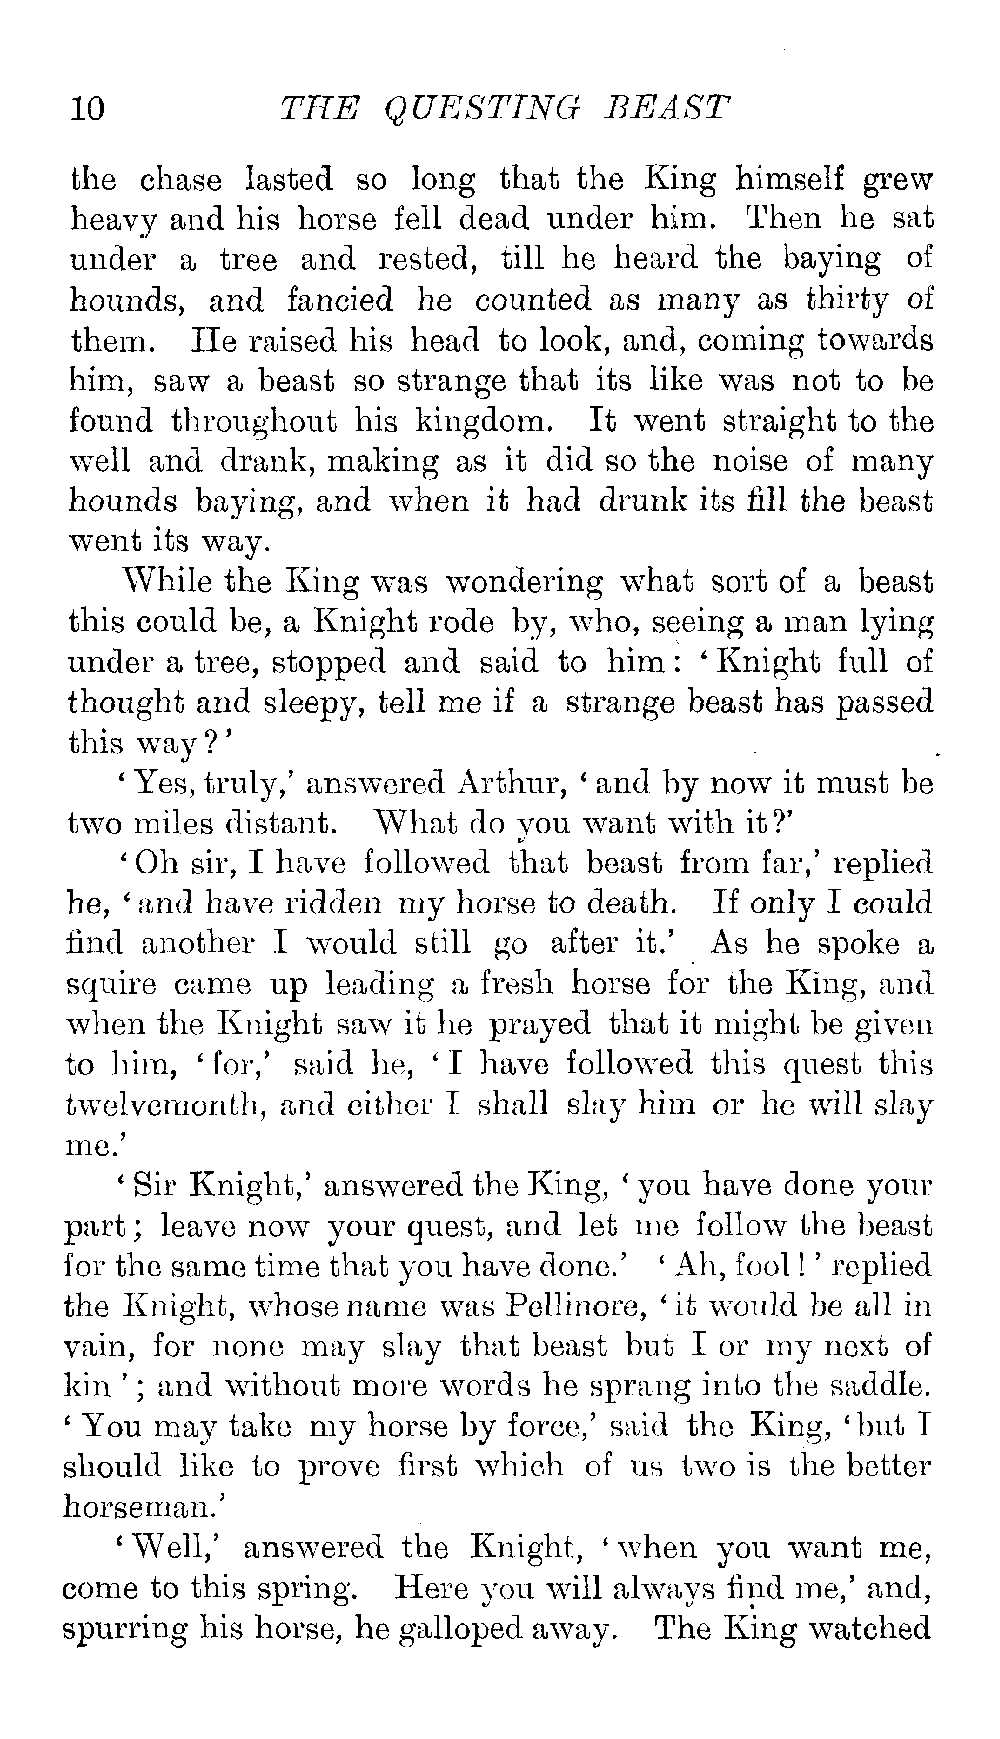 10 THE QUESTING BEAST
the chase lasted so long that the King himself grew
heavy and his horse fell dead under him. Then he sat
under a tree and rested, till he heard the baying of
hounds, and fancied he counted as many as thirty of
them. He raised his head to look, and, coming towards
him, saw a beast so strange that its like was not to be
found throughout his kingdom. It went straight to the
well and drank, making as it did so the noise of many
hounds baying, and when it had drunk its fill the beast
went its way.
While the King was wondering what sort of a beast
this could be, a Knight rode by, who, seeing a man lying
under a tree, stopped and said to him: ‘Knight full of
thought and sleepy, tell me if a strange beast has passed
this way?’
‘Yes, truly,’ answered Arthur, ‘and by now it must be
two miles distant. What do you want with it?’
‘Oh sir, I have followed that beast from far,’ replied
he, ‘and have ridden my horse to death. If only I could
find another I would still go after it.’ As he spoke a
squire came up leading a fresh horse for the King, and
when the Knight saw it he prayed that it might be given
to him, ‘for,’ said he, ‘I have followed this quest this
twelvemonth, and either I shall slay him or he will slay
me.’
‘Sir Knight,’ answered the King, ‘you have done your
part; leave now your quest, and let me follow the beast
for the same time that you have done.’ ‘Ah, fool!’ replied
the Knight, whose name was Pellinore, ‘it would be all in
vain, for none may slay that beast but I or my next of
kin’; and without more words he sprang into the saddle.
‘You may take my horse by force,’ said the King, ‘but I
should like to prove first which of us two is the better
horseman.’
‘Well,’ answered the Knight, ‘when you want me,
come to this spring. Here you will always find me,’ and,
spurring his horse, he galloped away. The King watched